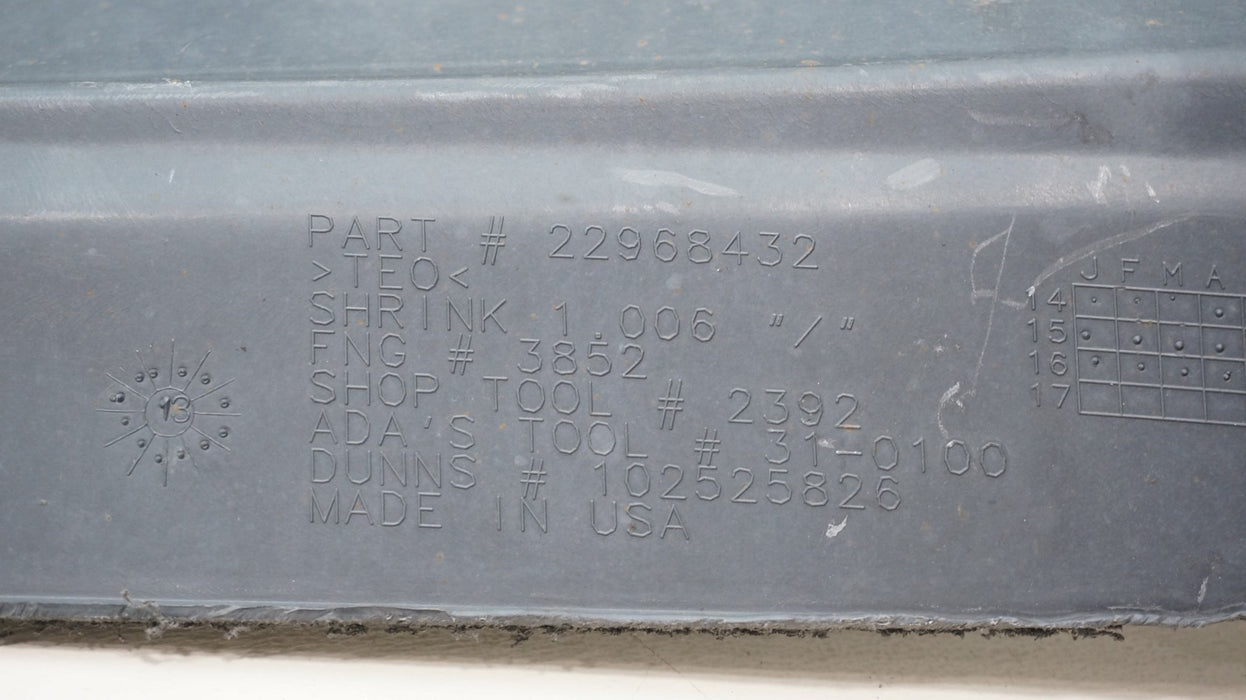 PART # 22968432
>TEO<
SHRINK 1.006 "/"
FNG # 3852
SHOP TOOL # 2392
ADA'S TOOL # 31-0100
DUNNS # 102525826
MADE IN USA
13
J F M A
14
15
16
17